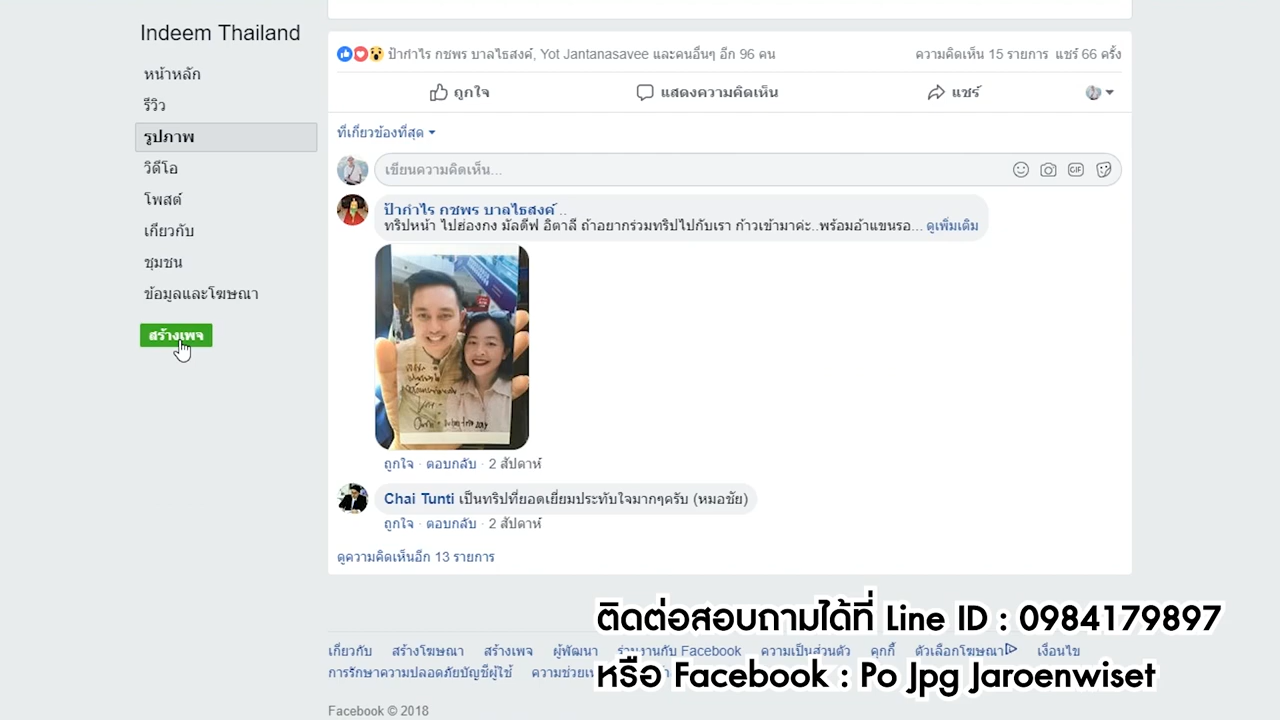 Indeem Thailand
หน้าหลัก
รีวิว
รูปภาพ
วิดีโอ
โพสต์
เกี่ยวกับ
ชุมชน
ข้อมูลและโฆษณา
สร้างเพจ
ป้ากำไร กชพร บาลไธสงค์, Yot Jantanasavee และคนอื่นๆ อีก 96 คน
ความคิดเห็น 15 รายการ แชร์ 66 ครั้ง
ถูกใจ
แสดงความคิดเห็น
แชร์
ที่เกี่ยวข้องที่สุด
เขียนความคิดเห็น...
GIF
ป้ากำไร กชพร บาลไธสงค์ ..
ทริปหน้า ไปฮ่องกง มัลดีฟ อิตาลี ถ้าอยากร่วมทริปไปกับเรา ก้าวเข้ามาค่ะ..พร้อมอ้าแขนรอ... ดูเพิ่มเติม
ถูกใจ · ตอบกลับ · 2 สัปดาห์
Chai Tunti เป็นทริปที่ยอดเยี่ยมประทับใจมากๆครับ (หมอชัย)
ถูกใจ · ตอบกลับ · 2 สัปดาห์
ดูความคิดเห็นอีก 13 รายการ
ติดต่อสอบถามได้ที่ Line ID : 0984179897
เกี่ยวกับ สร้างโฆษณา สร้างเพจ ผู้พัฒนา ร่วมงานกับ Facebook ความเป็นส่วนตัว คุกกี้ ตัวเลือกโฆษณา เงื่อนไข
การรักษาความปลอดภัยบัญชีผู้ใช้
หรือ Facebook : Po Jpg Jaroenwiset
Facebook © 2018